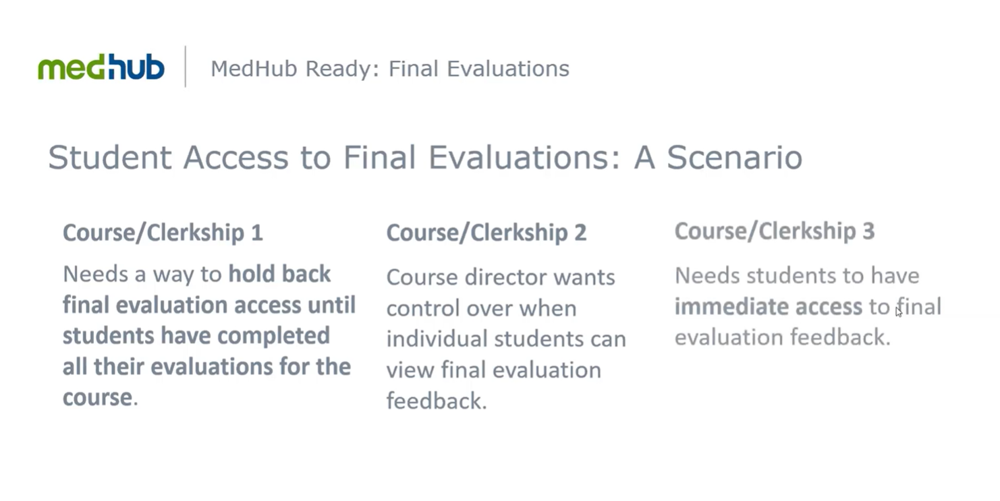 medhub
MedHub Ready: Final Evaluations
Student Access to Final Evaluations: A Scenario
Course/Clerkship 1
Needs a way to hold back
final evaluation access until
students have completed
all their evaluations for the
course.
Course/Clerkship 2
Course director wants
control over when
individual students can
view final evaluation
feedback.
Course/Clerkship 3
Needs students to have
immediate access to final
evaluation feedback.